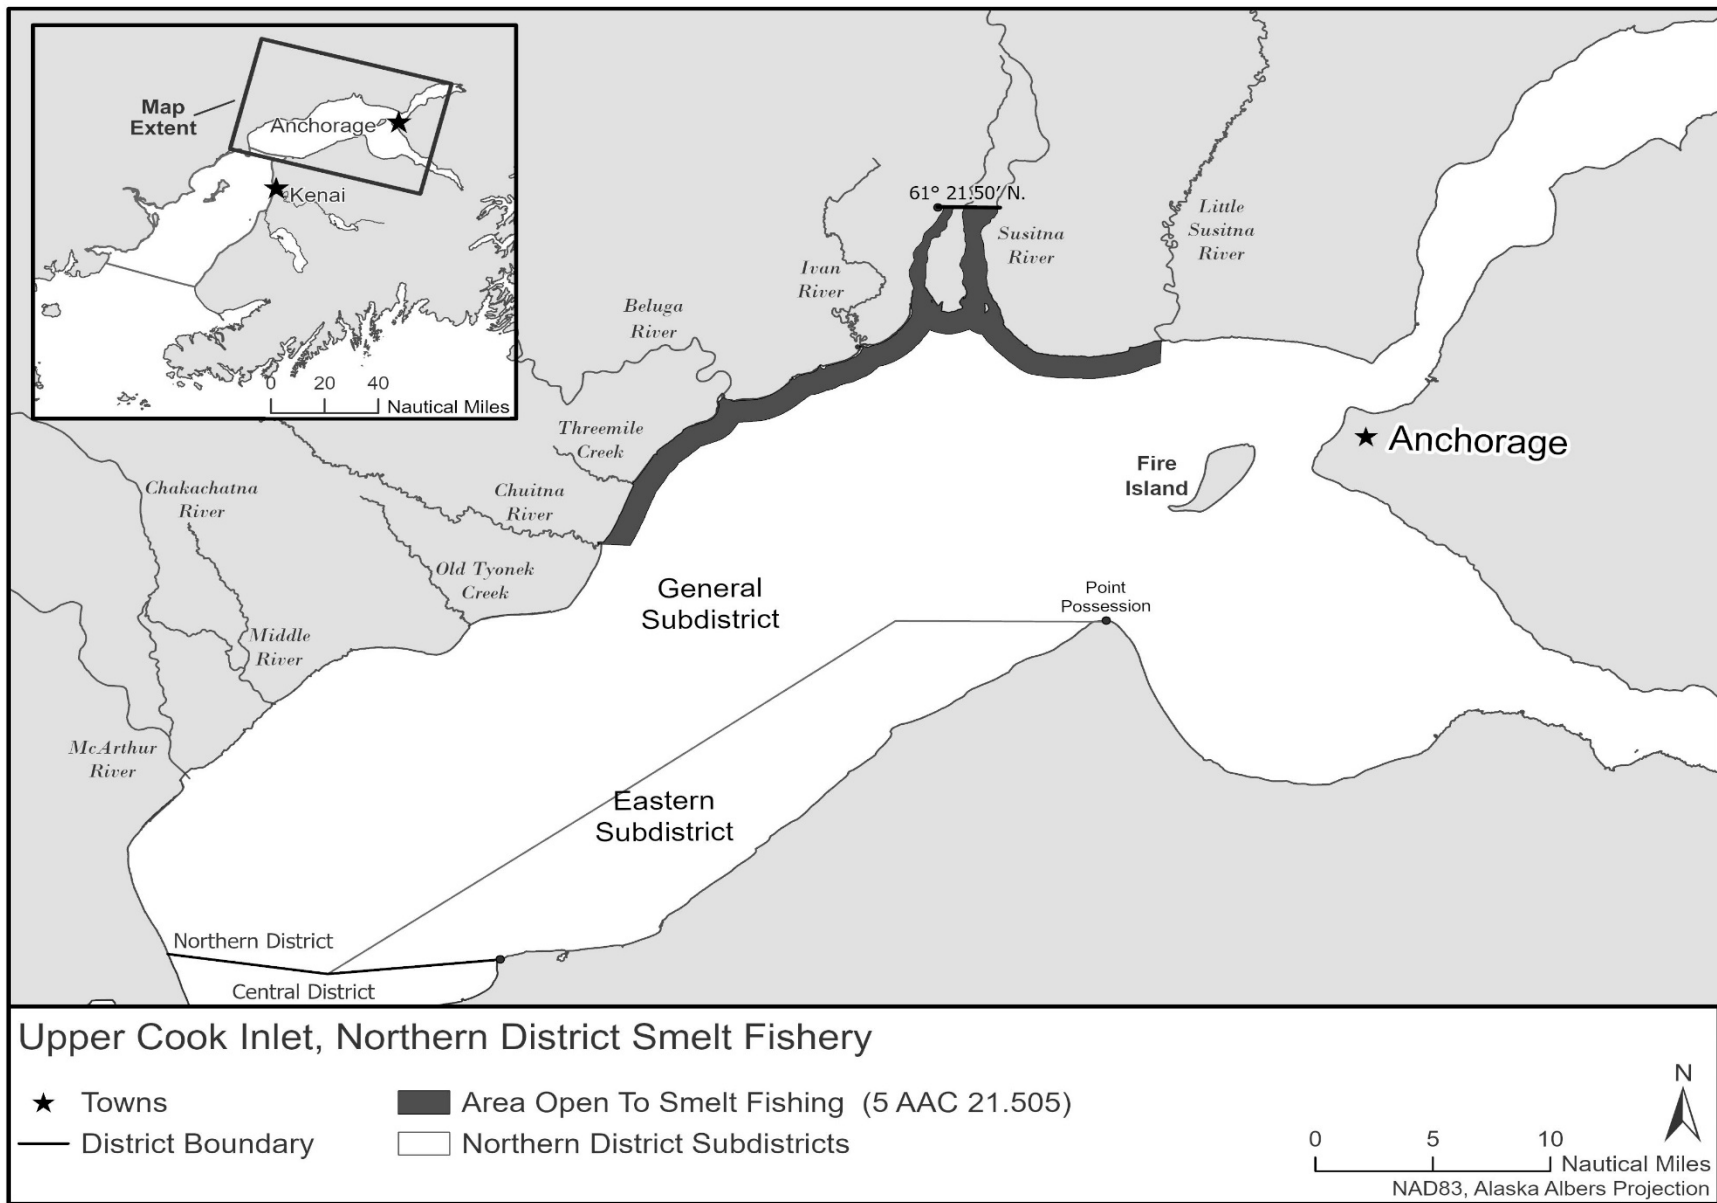 Map
Extent
Anchorage
Kenai
0 20 40
Nautical Miles
61° 21.50′ N.
Susitna
River
Little
Susitna
River
Ivan
River
Beluga
River
Threemile
Creek
Chuitna
River
Chakachatna
River
Old Tyonek
Creek
Middle
River
McArthur
River
Anchorage
Fire
Island
General
Subdistrict
Point
Possession
Eastern
Subdistrict
Northern District
Central District
Upper Cook Inlet, Northern District Smelt Fishery
Towns
District Boundary
Area Open To Smelt Fishing (5 AAC 21.505)
Northern District Subdistricts
N
0 5 10
Nautical Miles
NAD83, Alaska Albers Projection